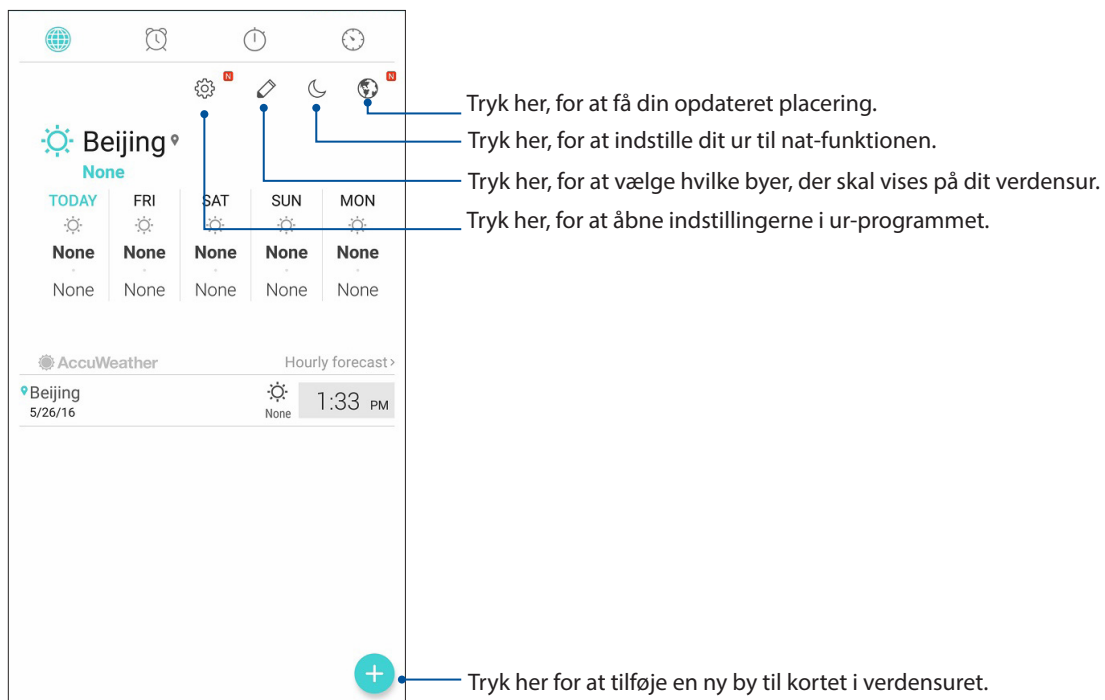 N
N
Tryk her, for at få din opdateret placering.
Tryk her, for at indstille dit ur til nat-funktionen.
Tryk her, for at vælge hvilke byer, der skal vises på dit verdensur.
Tryk her, for at åbne indstillingerne i ur-programmet.
Beijing
None
TODAY FRI SAT SUN MON
None None None None None
None None None None None
AccuWeather Hourly forecast>
Beijing
5/26/16
None
1:33 PM
Tryk her for at tilføje en ny by til kortet i verdensuret.